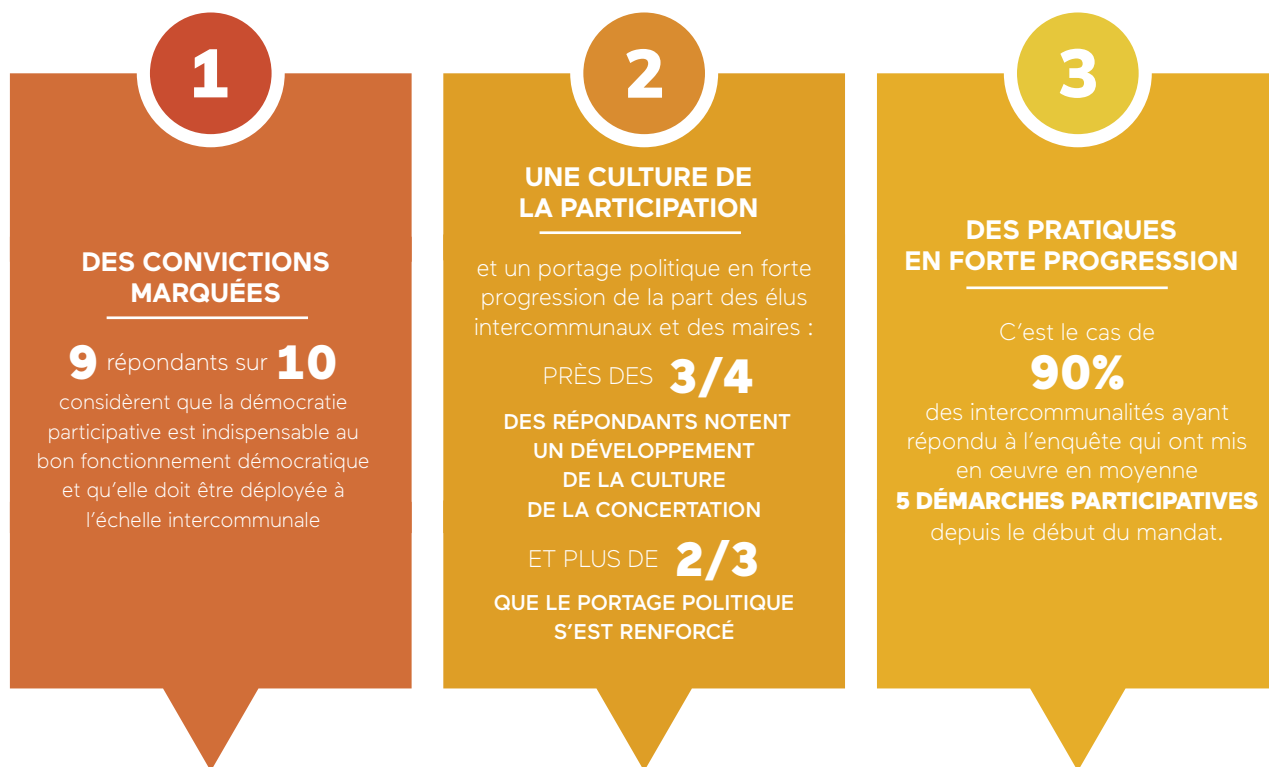 1
DES CONVICTIONS
MARQUÉES
9 répondants sur 10
considèrent que la démocratie
participative est indispensable au
bon fonctionnement démocratique
et qu'elle doit être déployée à
l'échelle intercommunale
2
UNE CULTURE DE
LA PARTICIPATION
et un portage politique en forte
progression de la part des élus
intercommunaux et des maires :
PRÈS DES 3/4
DES RÉPONDANTS NOTENT
UN DÉVELOPPEMENT
DE LA CULTURE
DE LA CONCERTATION
ET PLUS DE 2/3
QUE LE PORTAGE POLITIQUE
S'EST RENFORCÉ
3
DES PRATIQUES
EN FORTE PROGRESSION
C'est le cas de
90%
des intercommunalités ayant
répondu à l'enquête qui ont mis
en œuvre en moyenne
5 DÉMARCHES PARTICIPATIVES
depuis le début du mandat.